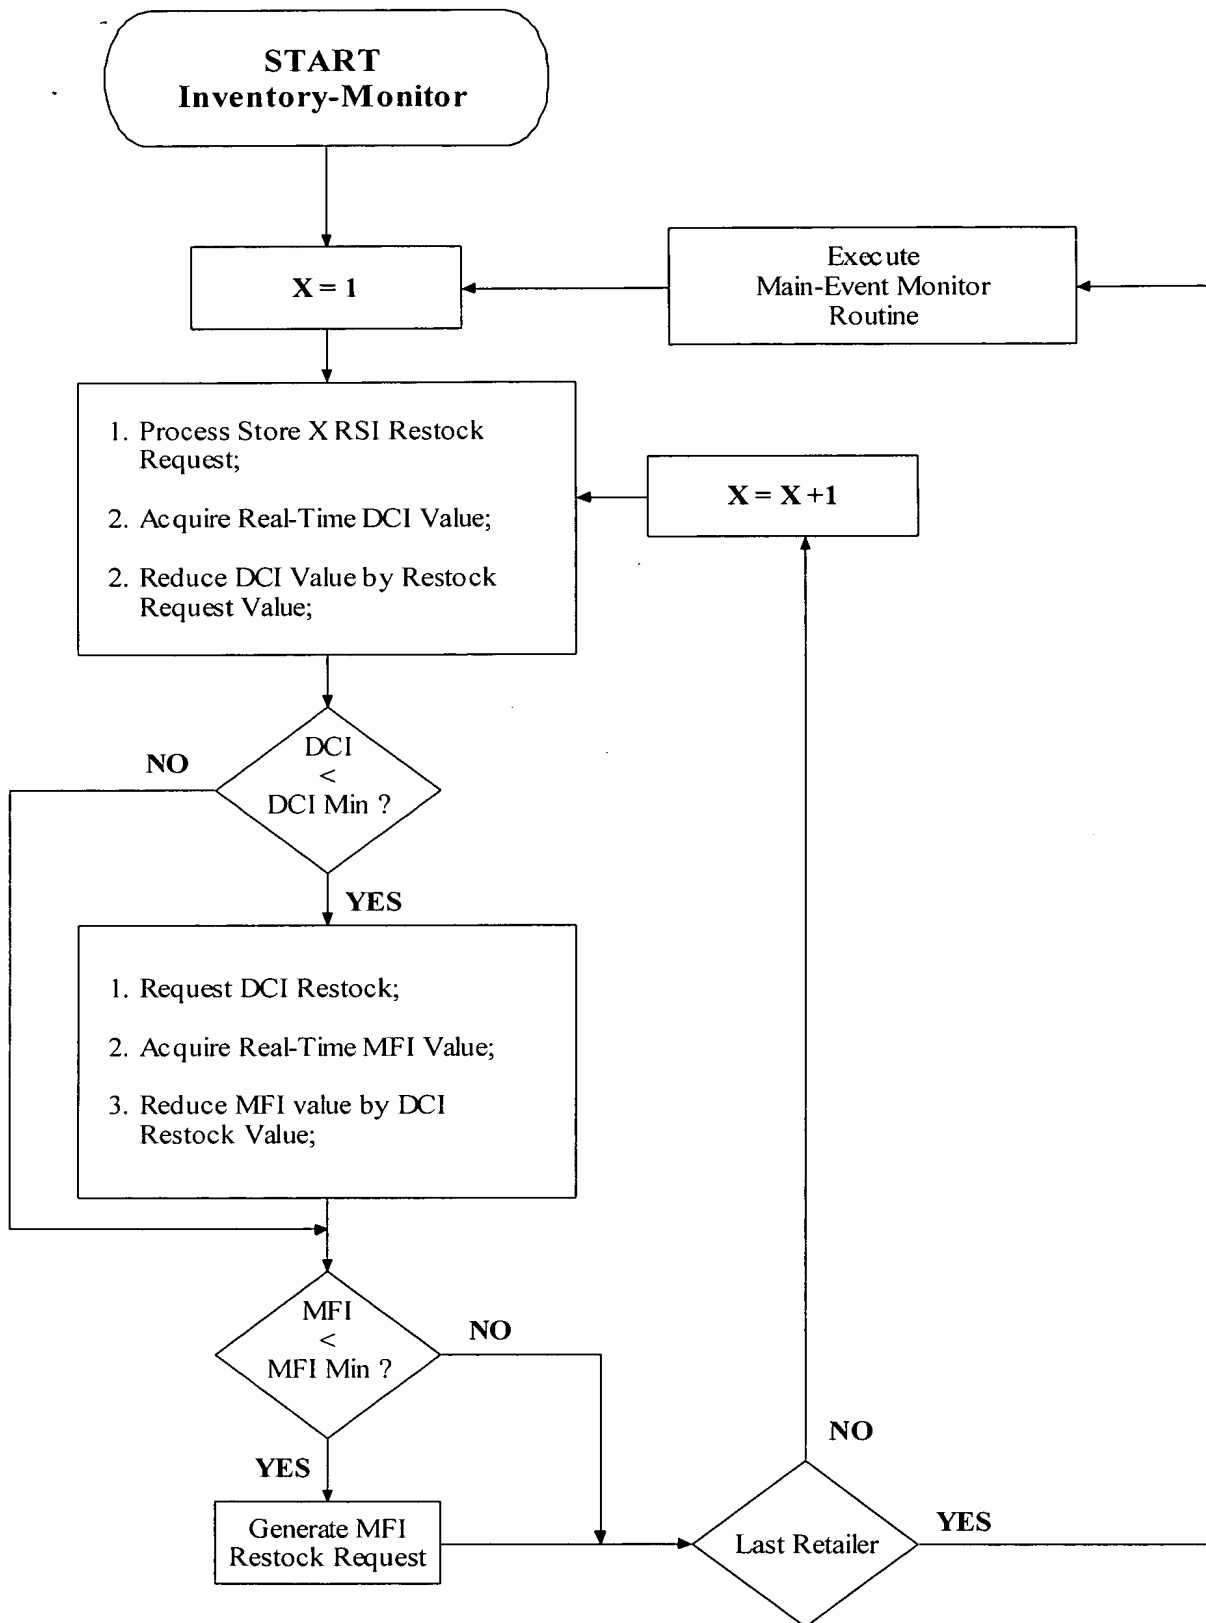 START
Inventory-Monitor
X = 1
Execute
Main-Event Monitor
Routine
1. Process Store X RSI Restock
Request;
2. Acquire Real-Time DCI Value;
2. Reduce DCI Value by Restock
Request Value;
X = X +1
NO
DCI
<
DCI Min ?
YES
1. Request DCI Restock;
2. Acquire Real-Time MFI Value;
3. Reduce MFI value by DCI
Restock Value;
MFI
<
MFI Min ?
NO
YES
Generate MFI
Restock Request
NO
Last Retailer
YES